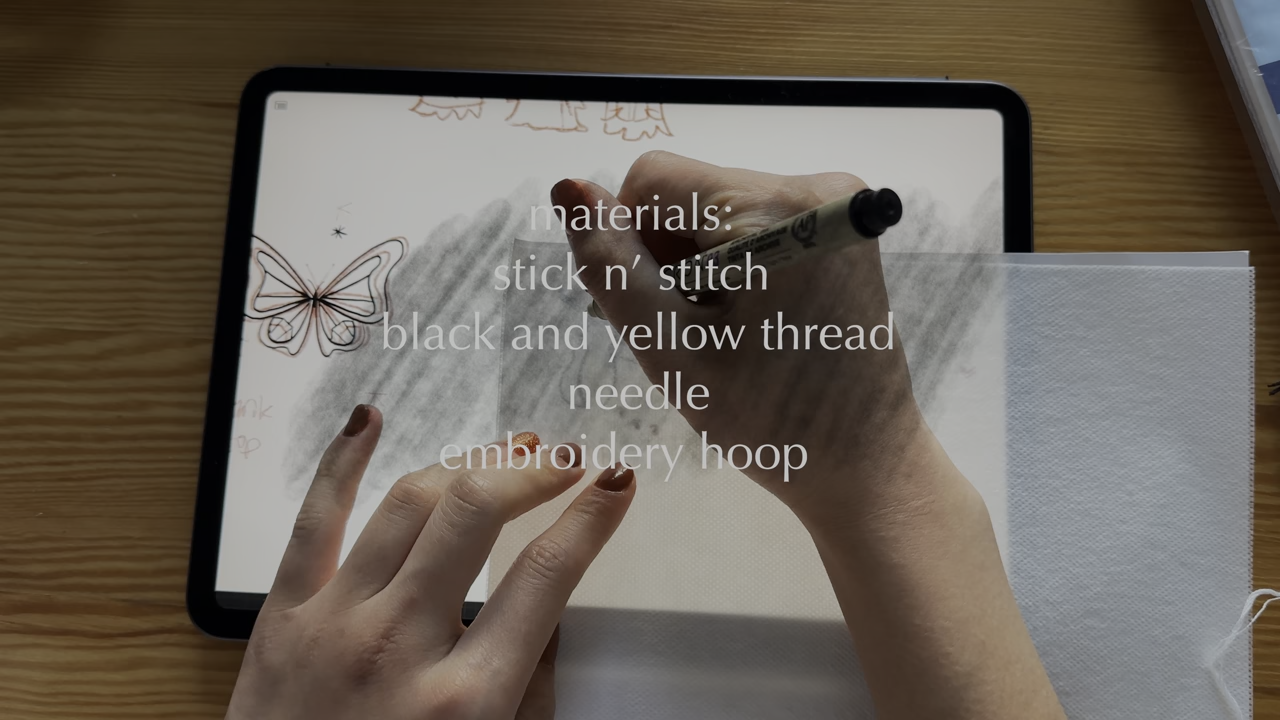 materials:
stick n’ stitch
black and yellow thread
needle
embroidery hoop